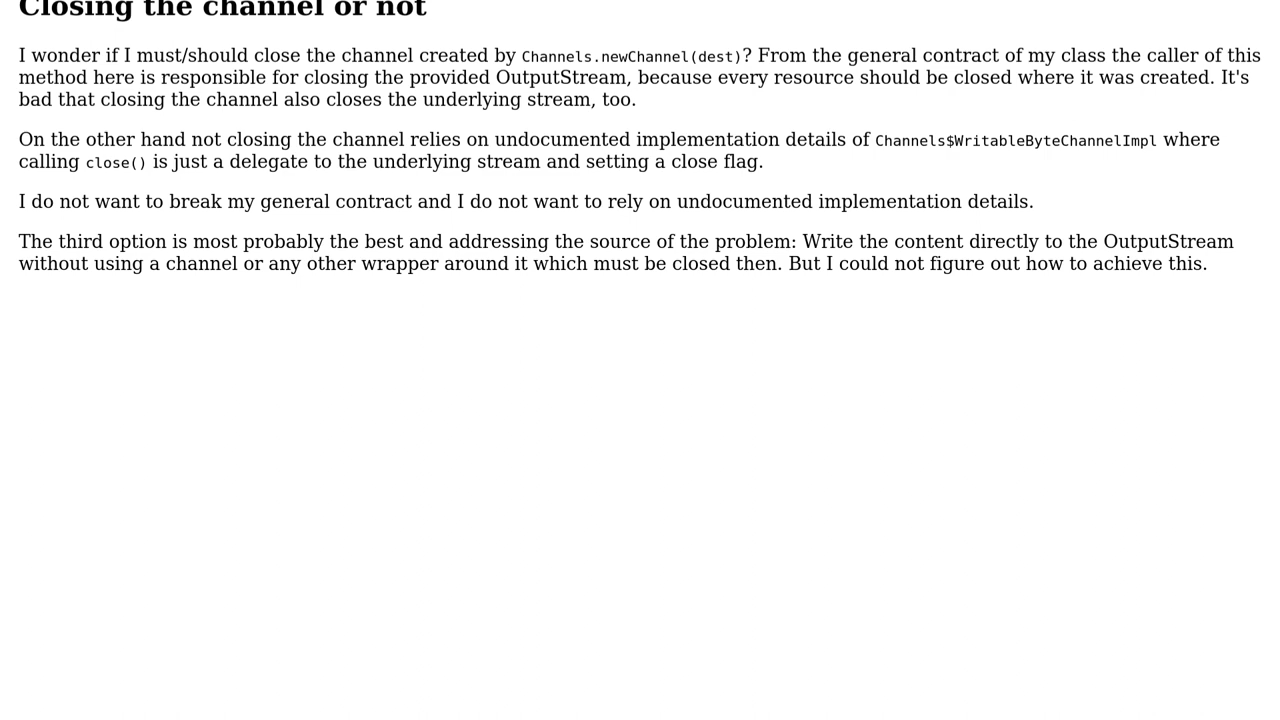 Closing the channel or not
I wonder if I must/should close the channel created by Channels.newChannel(dest)? From the general contract of my class the caller of this
method here is responsible for closing the provided OutputStream, because every resource should be closed where it was created. It's
bad that closing the channel also closes the underlying stream, too.
On the other hand not closing the channel relies on undocumented implementation details of Channels$WritableByteChannelImpl where
calling close() is just a delegate to the underlying stream and setting a close flag.
I do not want to break my general contract and I do not want to rely on undocumented implementation details.
The third option is most probably the best and addressing the source of the problem: Write the content directly to the OutputStream
without using a channel or any other wrapper around it which must be closed then. But I could not figure out how to achieve this.